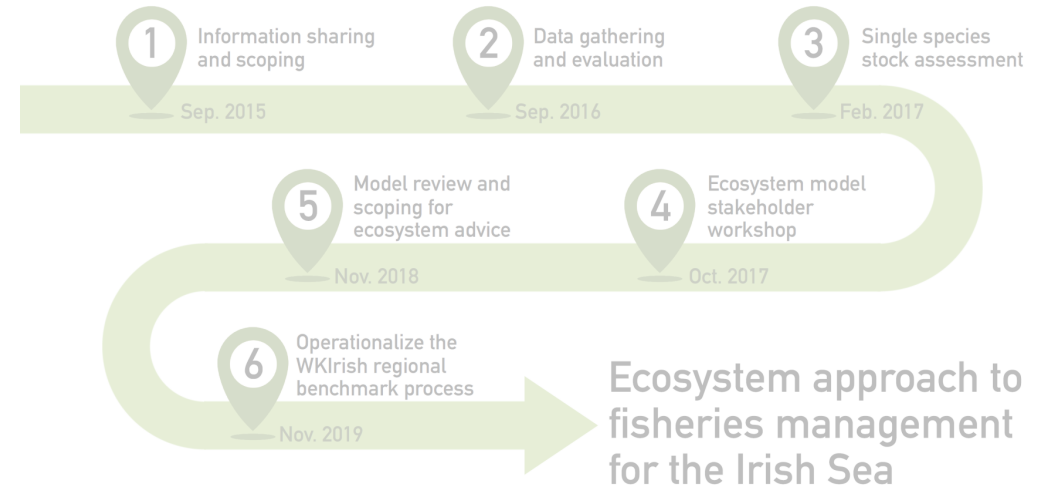 1
Information sharing
and scoping
Sep. 2015
2
Data gathering
and evaluation
Sep. 2016
3
Single species
stock assessment
Feb. 2017
4
Ecosystem model
stakeholder
workshop
Oct. 2017
5
Model review and
scoping for
ecosystem advice
Nov. 2018
6
Operationalize the
WKIrish regional
benchmark process
Nov. 2019
Ecosystem approach to
fisheries management
for the Irish Sea